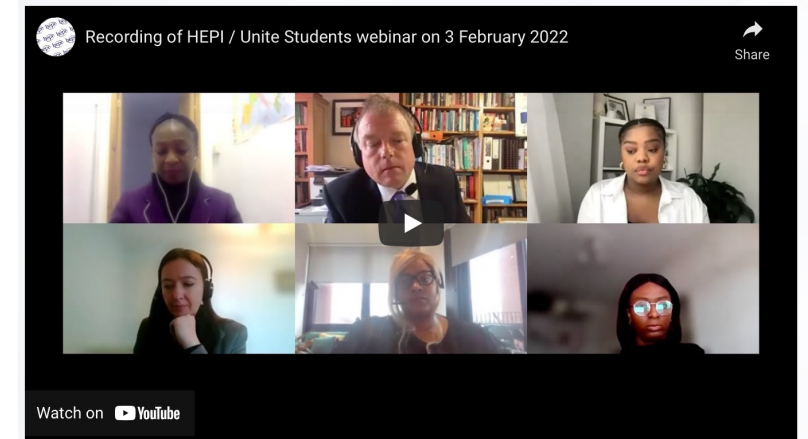 Recording of HEPI / Unite Students webinar on 3 February 2022
Share
Watch on YouTube